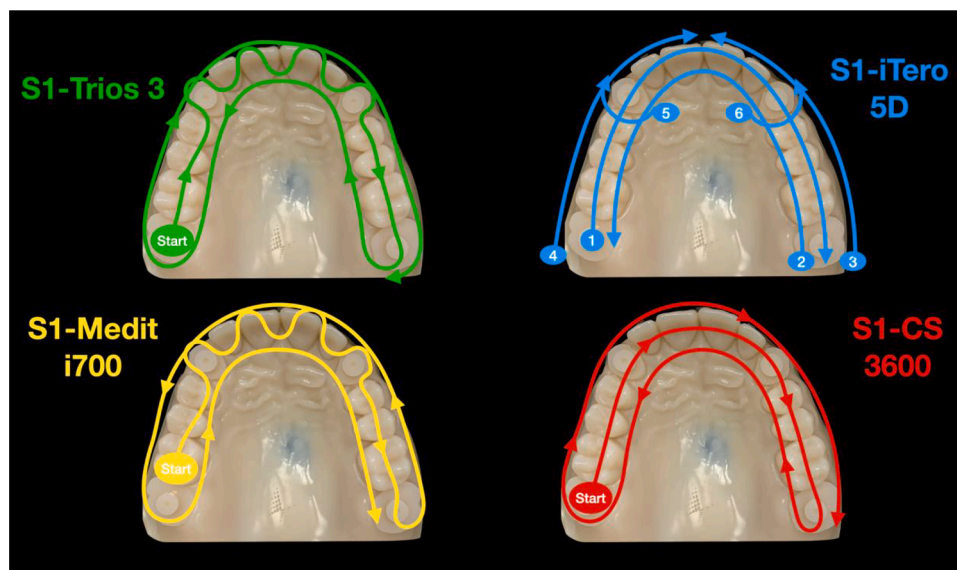 S1-Trios 3
Start
S1-iTero
5D
5
6
4
1
2
3
S1-Medit
i700
Start
S1-CS
3600
Start